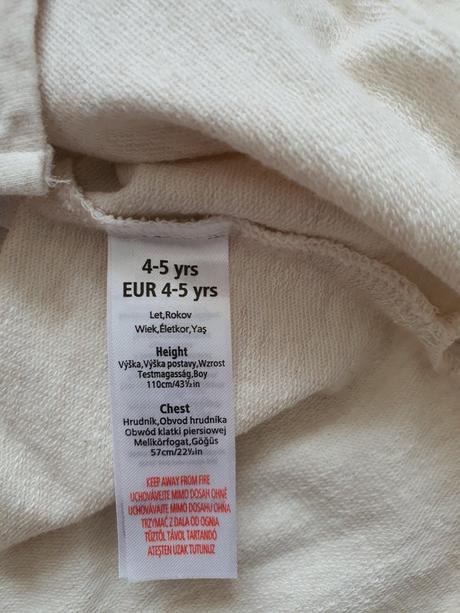 4-5 yrs
EUR 4-5 yrs
Let,Rokov
Wiek,Életkor,Yaş
Height
Výška,Výška postavy,Wzrost
Testmagasság,Boy
110cm/43½in
Chest
Hrudník,Obvod hrudníka
Obwód klatki piersiowej
Mellkörfogat,Göğüs
57cm/22½in
KEEP AWAY FROM FIRE
UCHOVÁVEJTE MIMO DOSAH OHNĚ
UCHOVÁVAJTE MIMO DOSAHU OHŇA
TRZYMAĆ Z DALA OD OGNIA
TŰZTŐL TÁVOL TARTANDÓ
ATEŞTEN UZAK TUTUNUZ